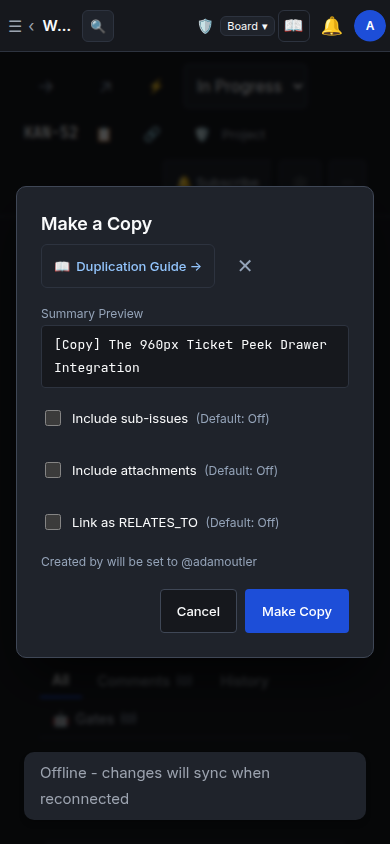 W...
Board ▾
A
In Progress
KAN-52
Project
Make a Copy
Duplication Guide →
Summary Preview
[Copy] The 960px Ticket Peek Drawer
Integration
Include sub-issues (Default: Off)
Include attachments (Default: Off)
Link as RELATES_TO (Default: Off)
Created by will be set to @adamoutler
Cancel
Make Copy
All
Comments
History
Gates
Offline - changes will sync when
reconnected